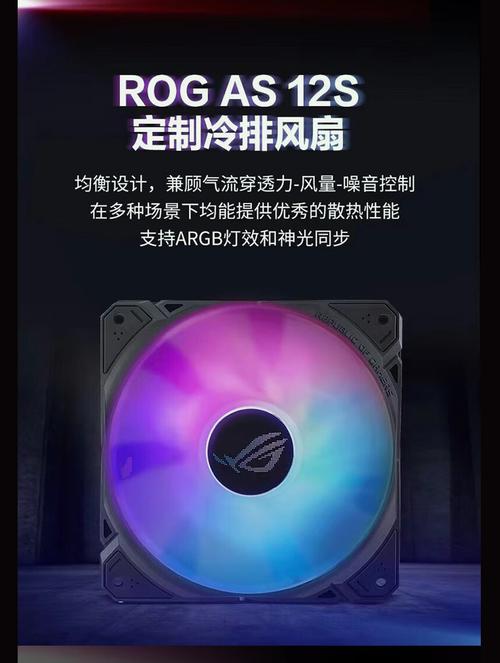 ROG AS 12S
定制冷排风扇
均衡设计，兼顾气流穿透力-风量-噪音控制
在多种场景下均能提供优秀的散热性能
支持ARGB灯效和神光同步
REPUBLIC OF GAMERS